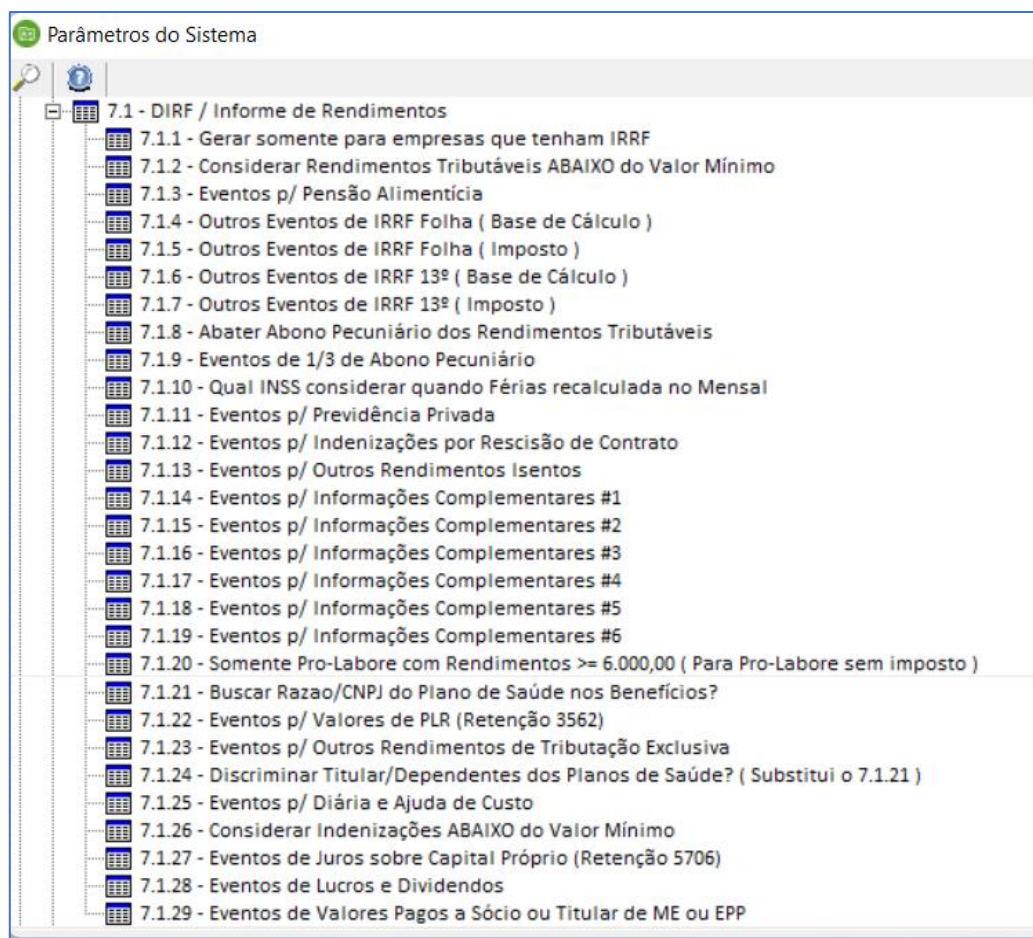 Parâmetros do Sistema
7.1 - DIRF / Informe de Rendimentos
7.1.1 - Gerar somente para empresas que tenham IRRF
7.1.2 - Considerar Rendimentos Tributáveis ABAIXO do Valor Mínimo
7.1.3 - Eventos p/ Pensão Alimentícia
7.1.4 - Outros Eventos de IRRF Folha ( Base de Cálculo )
7.1.5 - Outros Eventos de IRRF Folha ( Imposto )
7.1.6 - Outros Eventos de IRRF 13º ( Base de Cálculo )
7.1.7 - Outros Eventos de IRRF 13º ( Imposto )
7.1.8 - Abater Abono Pecuniário dos Rendimentos Tributáveis
7.1.9 - Eventos de 1/3 de Abono Pecuniário
7.1.10 - Qual INSS considerar quando Férias recalculada no Mensal
7.1.11 - Eventos p/ Previdência Privada
7.1.12 - Eventos p/ Indenizações por Rescisão de Contrato
7.1.13 - Eventos p/ Outros Rendimentos Isentos
7.1.14 - Eventos p/ Informações Complementares #1
7.1.15 - Eventos p/ Informações Complementares #2
7.1.16 - Eventos p/ Informações Complementares #3
7.1.17 - Eventos p/ Informações Complementares #4
7.1.18 - Eventos p/ Informações Complementares #5
7.1.19 - Eventos p/ Informações Complementares #6
7.1.20 - Somente Pro-Labore com Rendimentos >= 6.000,00 ( Para Pro-Labore sem imposto )
7.1.21 - Buscar Razao/CNPJ do Plano de Saúde nos Benefícios?
7.1.22 - Eventos p/ Valores de PLR (Retenção 3562)
7.1.23 - Eventos p/ Outros Rendimentos de Tributação Exclusiva
7.1.24 - Discriminar Titular/Dependentes dos Planos de Saúde? ( Substitui o 7.1.21 )
7.1.25 - Eventos p/ Diária e Ajuda de Custo
7.1.26 - Considerar Indenizações ABAIXO do Valor Mínimo
7.1.27 - Eventos de Juros sobre Capital Próprio (Retenção 5706)
7.1.28 - Eventos de Lucros e Dividendos
7.1.29 - Eventos de Valores Pagos a Sócio ou Titular de ME ou EPP